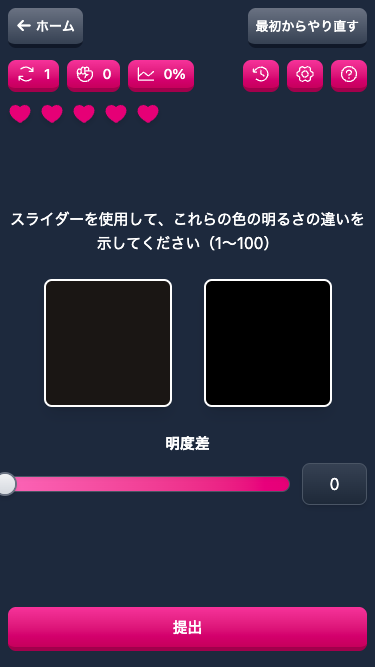 ホーム
最初からやり直す
1
0
0%
スライダーを使用して、これらの色の明るさの違いを
示してください（1〜100）
明度差
0
提出